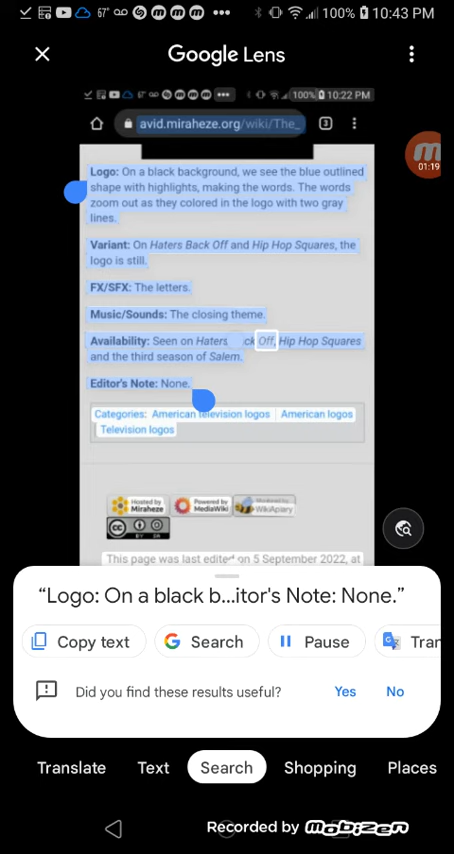 67° 100% 10:43 PM
Google Lens
67° 100% 10:22 PM
avid.miraheze.org/wiki/The_ 3
01:19
Logo: On a black background, we see the blue outlined
shape with highlights, making the words. The words
zoom out as they colored in the logo with two gray
lines.
Variant: On Haters Back Off and Hip Hop Squares, the
logo is still.
FX/SFX: The letters.
Music/Sounds: The closing theme.
Availability: Seen on Haters ck Off, Hip Hop Squares
and the third season of Salem.
Editor's Note: None.
Categories: American television logos American logos
Television logos
Hosted by
Miraheze
Powered by
MediaWiki
WikiApiary
CC BY SA
This page was last edited on 5 September 2022, at
“Logo: On a black b...itor's Note: None.”
Copy text Search Pause Tran
Did you find these results useful? Yes No
Translate Text Search Shopping Places
Recorded by Mobizen